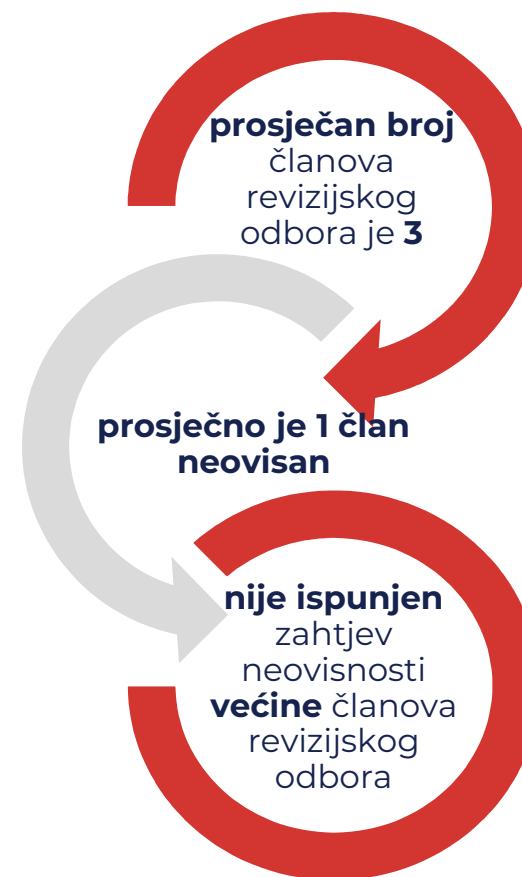 prosječan broj
članova
revizijskog
odbora je 3
prosječno je 1 član
neovisan
nije ispunjen
zahtjev
neovisnosti
većine članova
revizijskog
odbora